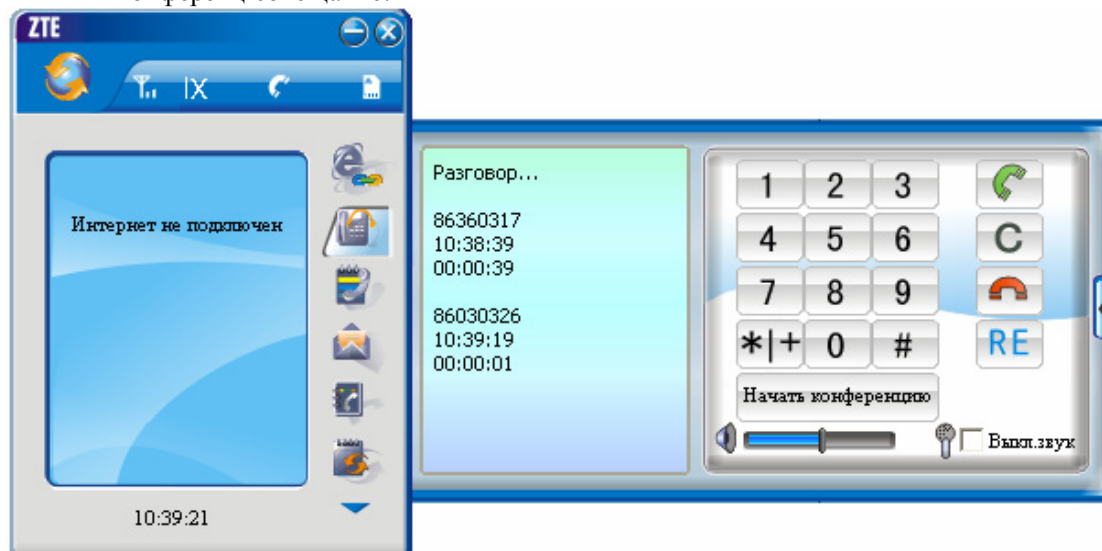 ZTE
1X
Интернет не подключен
10:39:21
Разговор...
86360317
10:38:39
00:00:39
86030326
10:39:19
00:00:01
1 2 3
4 5 6 C
7 8 9
*|+ 0 # RE
Начать конференцию
Выкл.звук